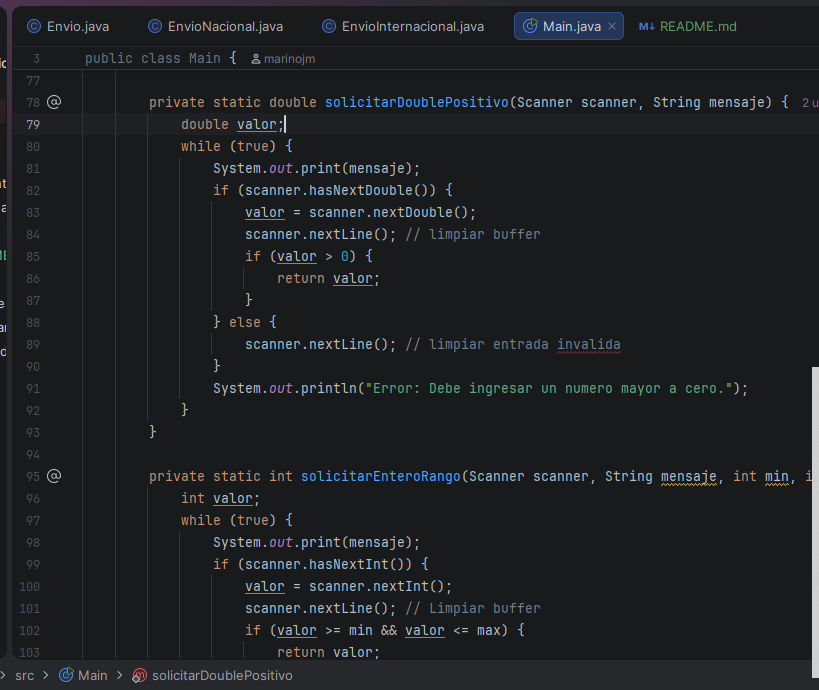 Envio.java EnvioNacional.java EnvioInternacional.java Main.java × M↓ README.md
3 public class Main { marinojm
77
78 @ private static double solicitarDoublePositivo(Scanner scanner, String mensaje) { 2 u
79 double valor;
80 while (true) {
81 System.out.print(mensaje);
82 if (scanner.hasNextDouble()) {
83 valor = scanner.nextDouble();
84 scanner.nextLine(); // limpiar buffer
85 if (valor > 0) {
86 return valor;
87 }
88 } else {
89 scanner.nextLine(); // limpiar entrada invalida
90 }
91 System.out.println("Error: Debe ingresar un numero mayor a cero.");
92 }
93 }
94
95 @ private static int solicitarEnteroRango(Scanner scanner, String mensaje, int min, i
96 int valor;
97 while (true) {
98 System.out.print(mensaje);
99 if (scanner.hasNextInt()) {
100 valor = scanner.nextInt();
101 scanner.nextLine(); // Limpiar buffer
102 if (valor >= min && valor <= max) {
103 return valor;
src > Main > solicitarDoublePositivo